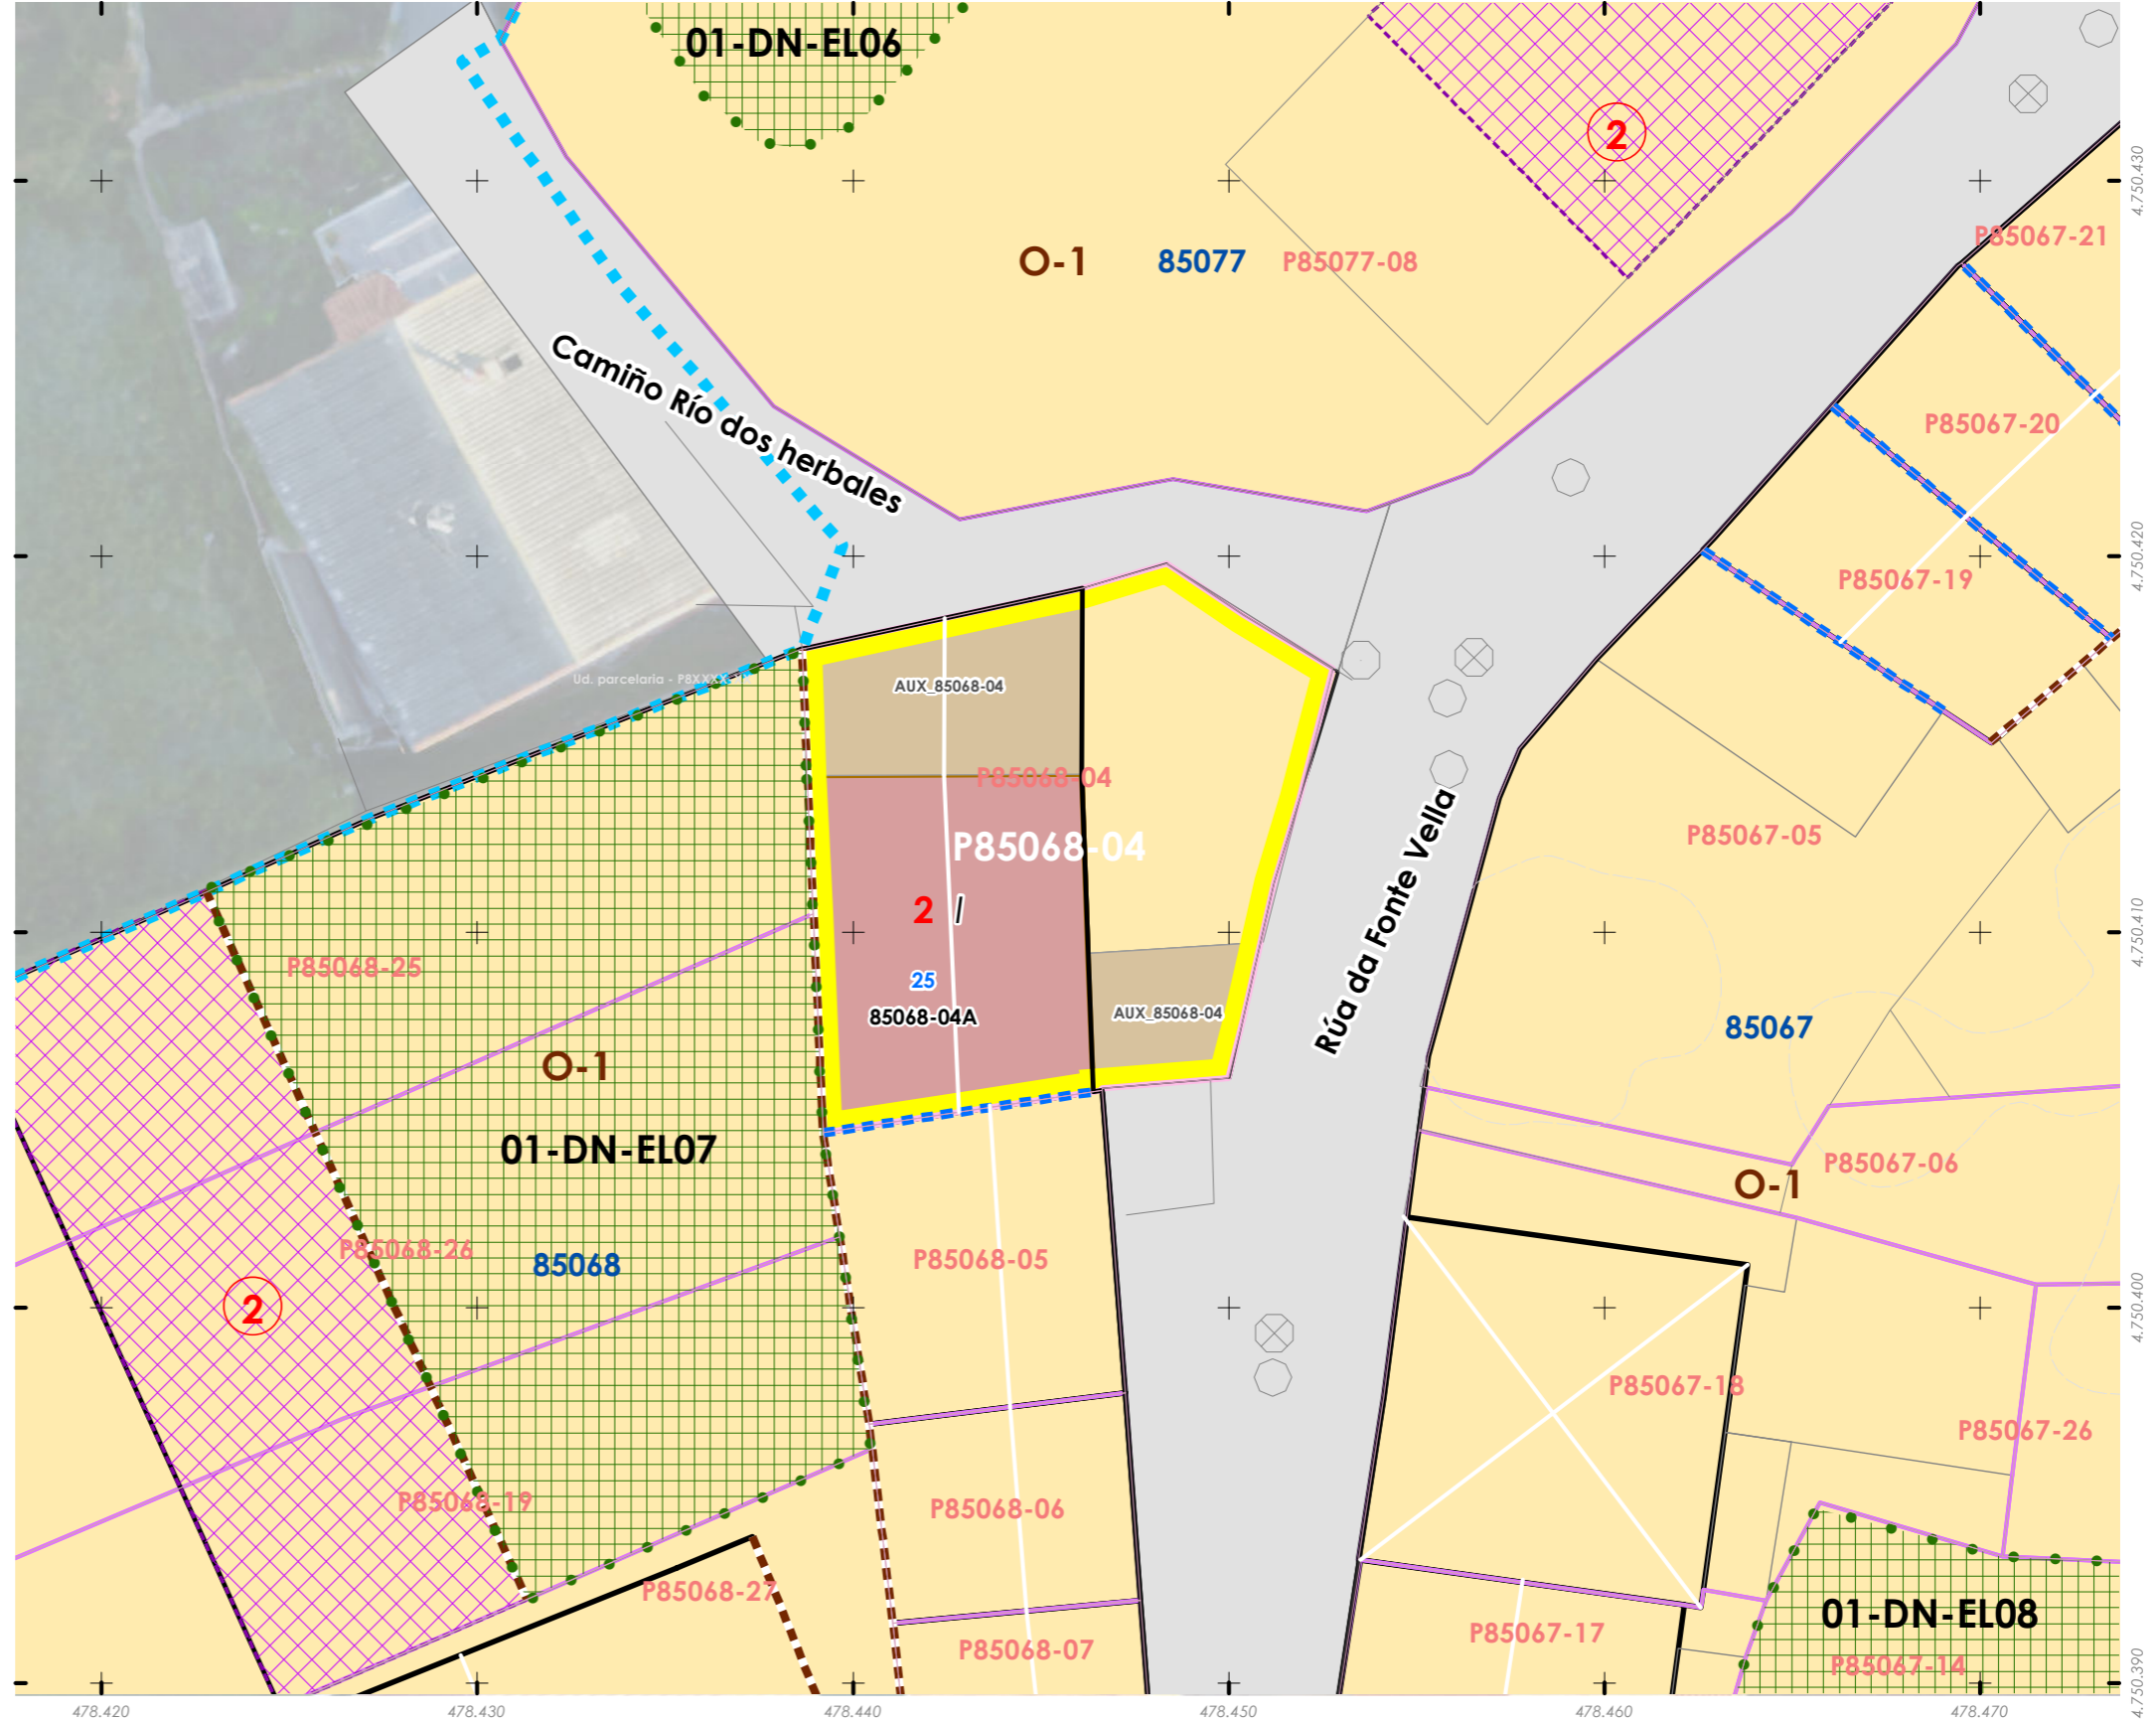 01-DN-EL06
2
4.750.430
P85067-21
O-1 85077 P85077-08
Camiño Río dos herbales
P85067-20
4.750.420
P85067-19
Ud. parcelaria - P8XXXX
AUX_85068-04
P85068-04
P85068-04
P85067-05
2 /
Rúa da Fonte Vella
4.750.410
P85068-25
25
85068-04A
AUX_85068-04
85067
O-1
01-DN-EL07
P85067-06
O-1
P85068-26
85068
P85068-05
2
4.750.400
P85067-18
P85067-26
P85068-19
P85068-06
P85068-27
01-DN-EL08
P85068-07
P85067-17
P85067-14
4.750.390
478.420 478.430 478.440 478.450 478.460 478.470